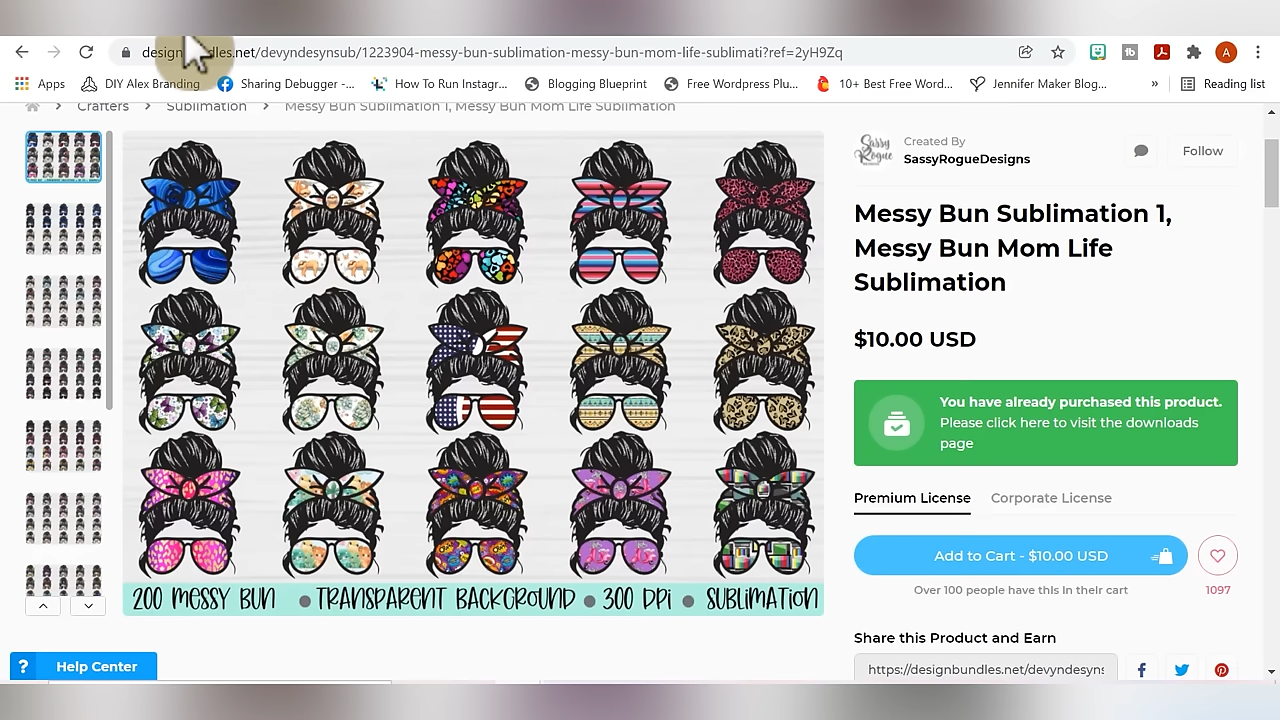 designbundles.net/devyndesynsub/1223904-messy-bun-sublimation-messy-bun-mom-life-sublimati?ref=2yH9Zq
A
Apps
DIY Alex Branding
Sharing Debugger -...
How To Run Instagr...
Blogging Blueprint
Free Wordpress Plu...
10+ Best Free Word...
Jennifer Maker Blog...
»
Reading list
Crafters
Sublimation
Messy Bun Sublimation 1, Messy Bun Mom Life Sublimation
Sassy
Rogue
Created By
SassyRogueDesigns
Follow
Messy Bun Sublimation 1,
Messy Bun Mom Life
Sublimation
$10.00 USD
You have already purchased this product.
Please click here to visit the downloads
page
Premium License
Corporate License
Add to Cart - $10.00 USD
Over 100 people have this in their cart
1097
200 MESSY BUN ● TRANSPARENT BACKGROUND ● 300 DPI ● SUBLIMATION
Share this Product and Earn
https://designbundles.net/devyndesyns
? Help Center